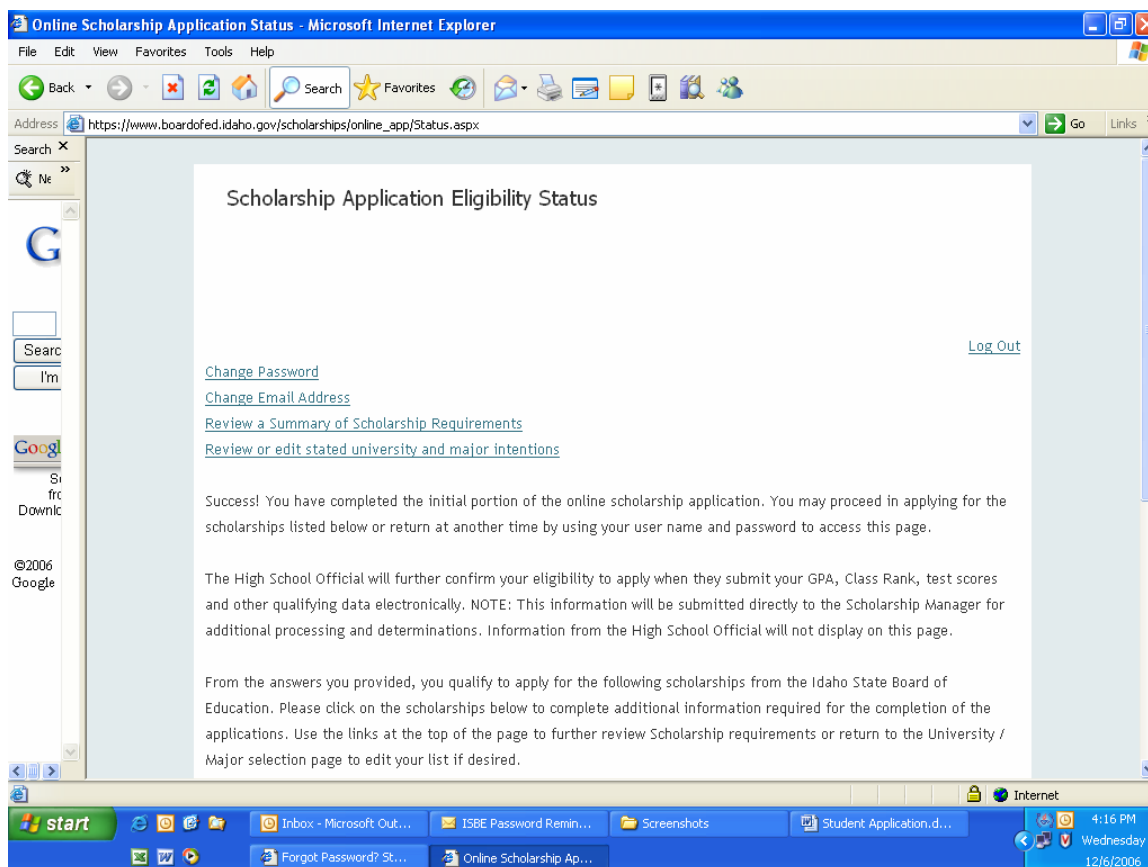 Online Scholarship Application Status - Microsoft Internet Explorer
File Edit View Favorites Tools Help
Back Search Favorites
Address https://www.boardofed.idaho.gov/scholarships/online_app/Status.aspx Go Links
Search X
Ne »
G
Searc
I'm
Googl
S
fro
Downlo
©2006
Google
Scholarship Application Eligibility Status
Log Out
Change Password
Change Email Address
Review a Summary of Scholarship Requirements
Review or edit stated university and major intentions
Success! You have completed the initial portion of the online scholarship application. You may proceed in applying for the
scholarships listed below or return at another time by using your user name and password to access this page.
The High School Official will further confirm your eligibility to apply when they submit your GPA, Class Rank, test scores
and other qualifying data electronically. NOTE: This information will be submitted directly to the Scholarship Manager for
additional processing and determinations. Information from the High School Official will not display on this page.
From the answers you provided, you qualify to apply for the following scholarships from the Idaho State Board of
Education. Please click on the scholarships below to complete additional information required for the completion of the
applications. Use the links at the top of the page to further review Scholarship requirements or return to the University /
Major selection page to edit your list if desired.
Internet
start Inbox - Microsoft Out... ISBE Password Remin... Screenshots Student Application.d... 4:16 PM
Wednesday
Forgot Password? St... Online Scholarship Ap... 12/6/2006